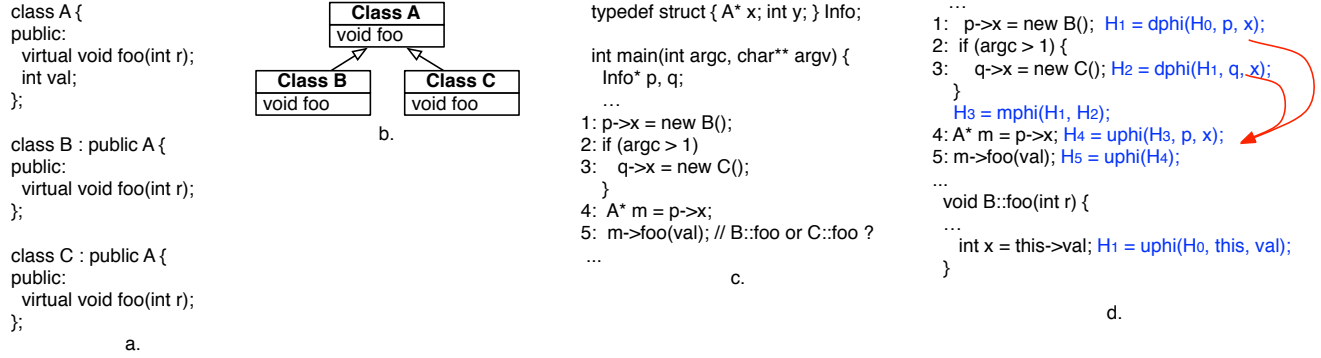 class A {
public:
virtual void foo(int r);
int val;
};
class B : public A {
public:
virtual void foo(int r);
};
class C : public A {
public:
virtual void foo(int r);
};
a.
Class A
void foo
Class B
void foo
Class C
void foo
b.
typedef struct { A* x; int y; } Info;
int main(int argc, char** argv) {
Info* p, q;
…
1: p->x = new B();
2: if (argc > 1)
3: q->x = new C();
}
4: A* m = p->x;
5: m->foo(val); // B::foo or C::foo ?
...
c.
…
1: p->x = new B(); H1 = dphi(H0, p, x);
2: if (argc > 1) {
3: q->x = new C(); H2 = dphi(H1, q, x);
}
H3 = mphi(H1, H2);
4: A* m = p->x; H4 = uphi(H3, p, x);
5: m->foo(val); H5 = uphi(H4);
...
void B::foo(int r) {
…
int x = this->val; H1 = uphi(H0, this, val);
}
d.